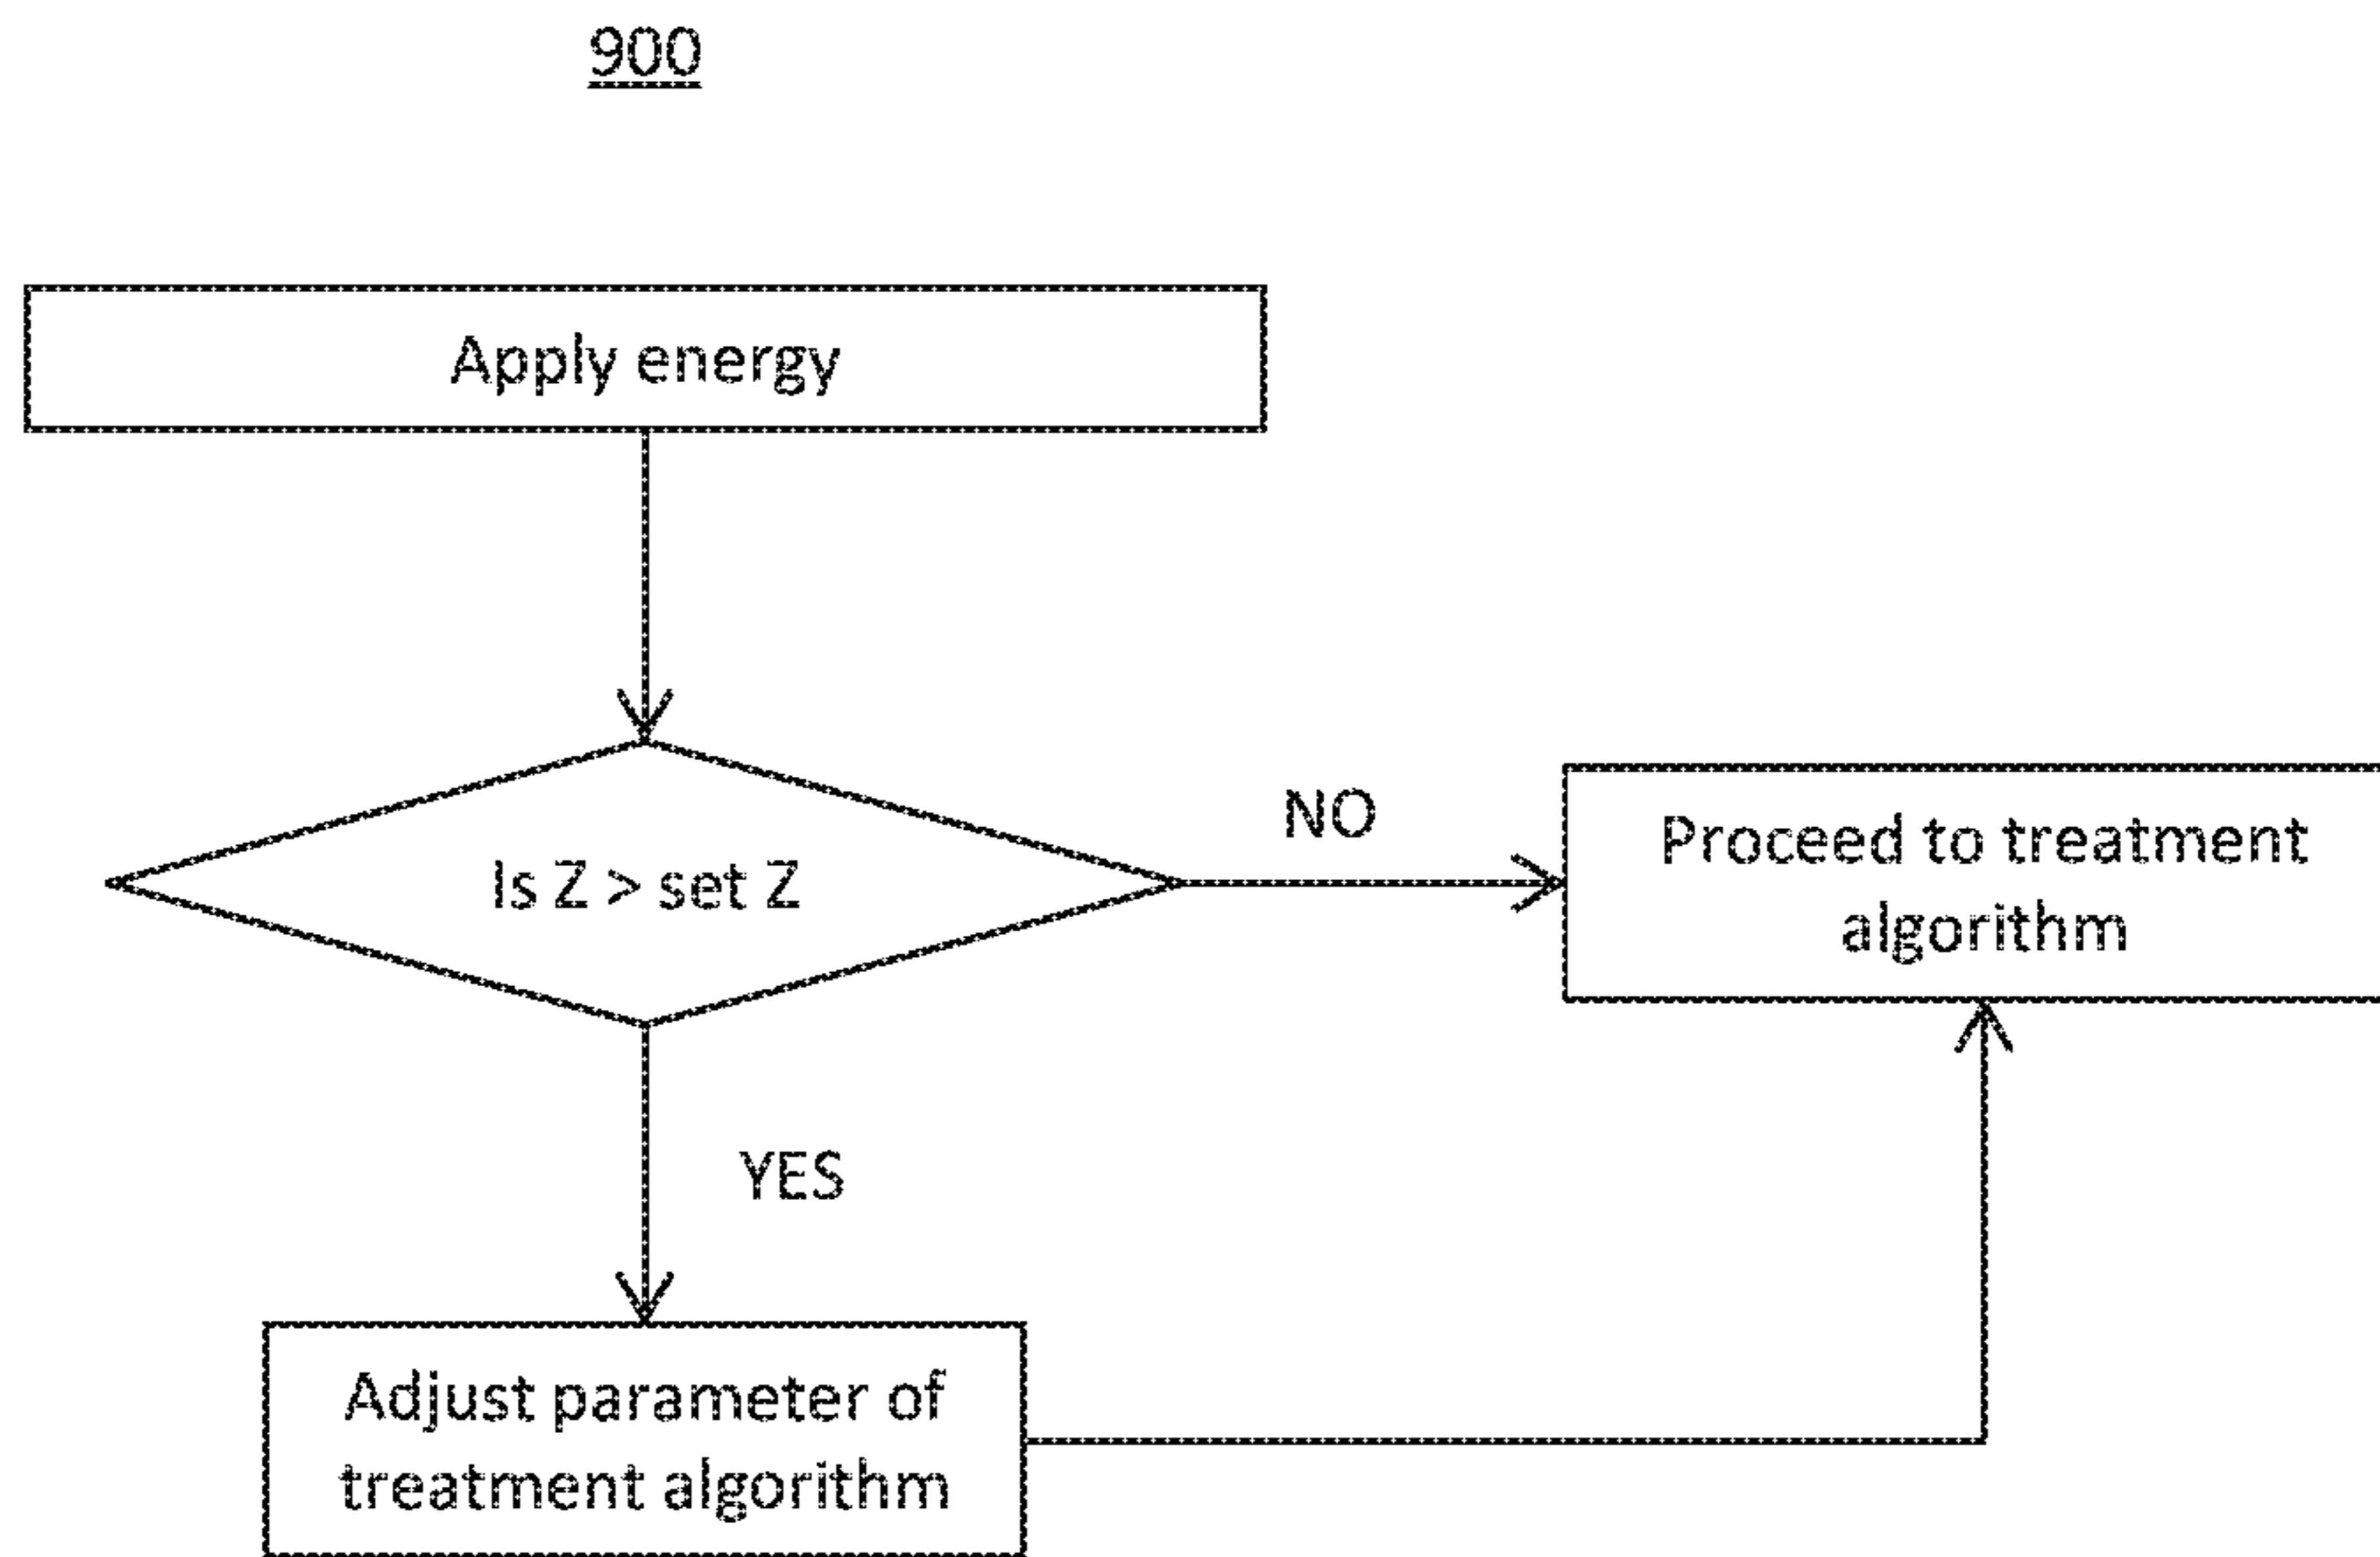 900
Apply energy
Is Z > set Z
NO
Proceed to treatment
algorithm
YES
Adjust parameter of
treatment algorithm